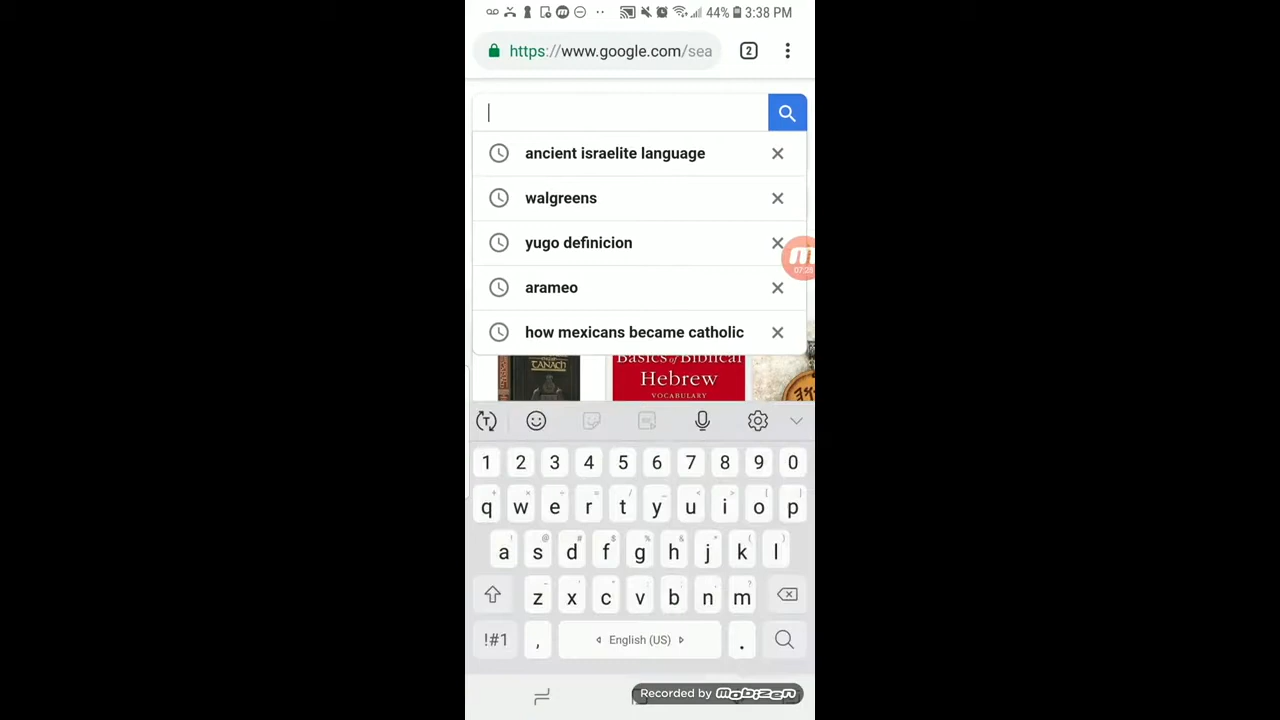 44% 3:38 PM
https://www.google.com/sea
2
ancient israelite language
walgreens
yugo definicion
arameo
how mexicans became catholic
07:28
TANACH
Basics of Biblical
Hebrew
VOCABULARY
1 2 3 4 5 6 7 8 9 0
q w e r t y u i o p
a s d f g h j k l
z x c v b n m
!#1 , English (US) .
Recorded by MOBIZEN